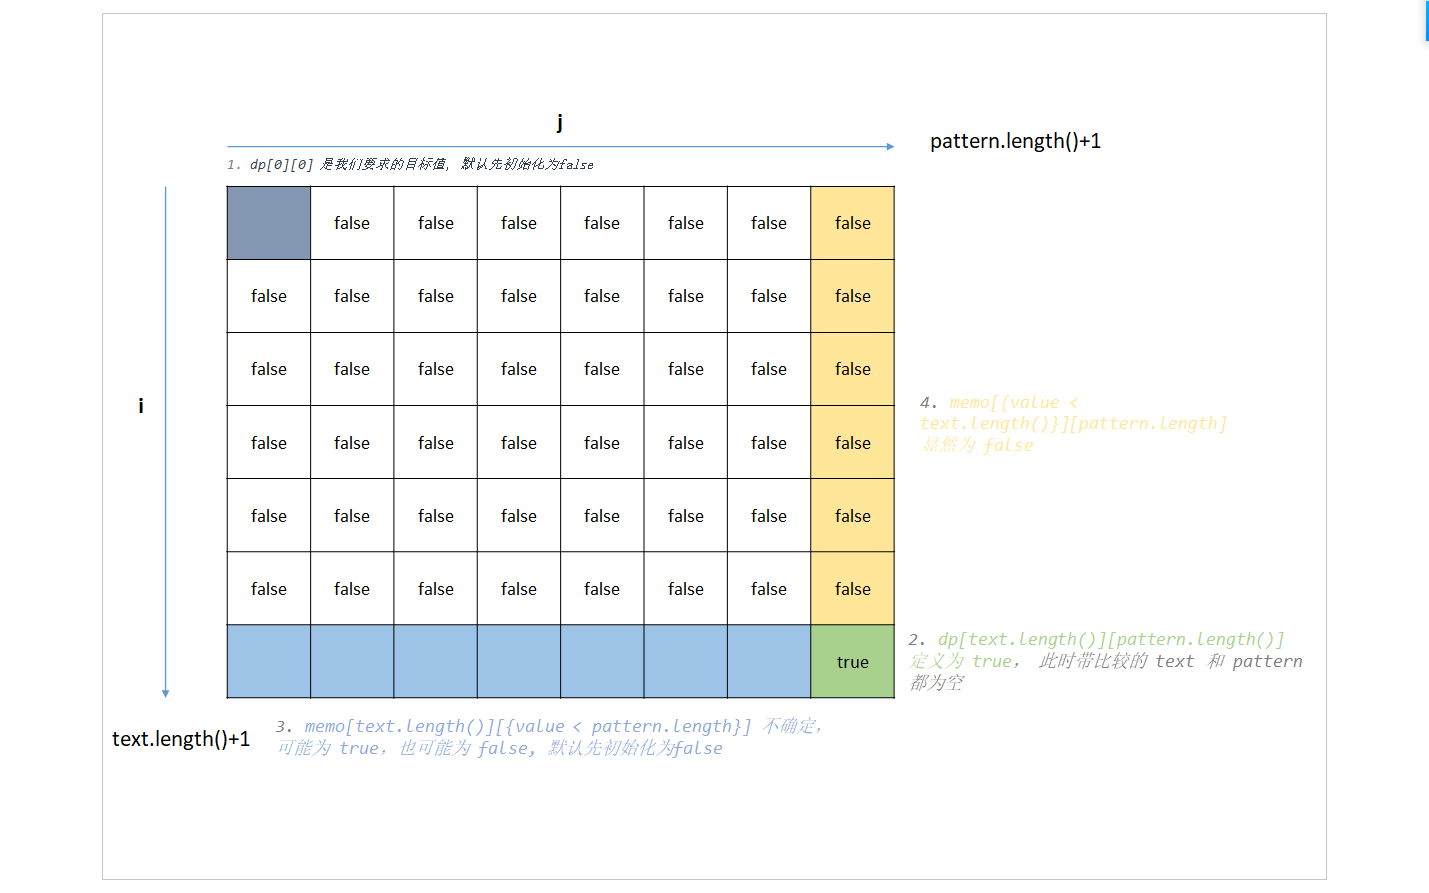 j
pattern.length()+1
1. dp[0][0] 是我们要求的目标值, 默认先初始化为false
false false false false false false false
false false false false false false false false
false false false false false false false false
i
4. memo[{value <
text.length()}][pattern.length]
显然为 false
false false false false false false false false
false false false false false false false false
false false false false false false false false
true
2. dp[text.length()][pattern.length()]
定义为 true, 此时带比较的 text 和 pattern
都为空
text.length()+1
3. memo[text.length()][{value < pattern.length}] 不确定,
可能为 true, 也可能为 false, 默认先初始化为false